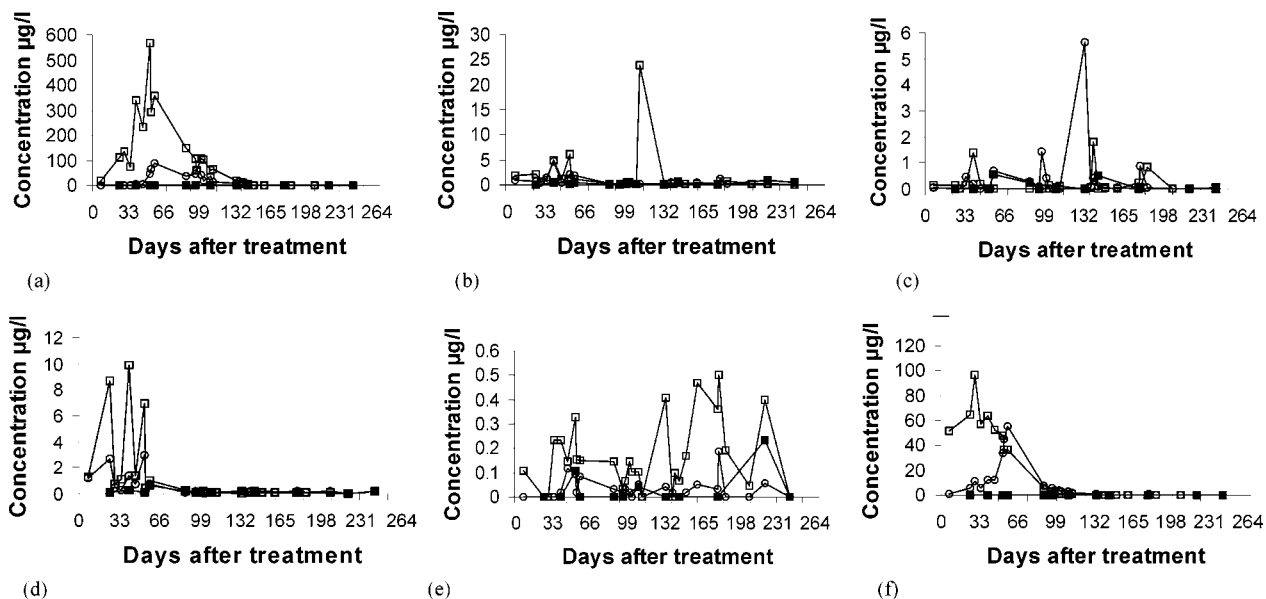 Concentration µg/l
600
500
400
300
200
100
0
0 33 66 99 132 165 198 231 264
Days after treatment
(a)
Concentration µg/l
30
25
20
15
10
5
0
0 33 66 99 132 165 198 231 264
Days after treatment
(b)
Concentration µg/l
6
5
4
3
2
1
0
0 33 66 99 132 165 198 231 264
Days after treatment
(c)
Concentration µg/l
12
10
8
6
4
2
0
0 33 66 99 132 165 198 231 264
Days after treatment
(d)
Concentration µg/l
0.6
0.5
0.4
0.3
0.2
0.1
0
0 33 66 99 132 165 198 231 264
Days after treatment
(e)
Concentration µg/l
120
100
80
60
40
20
0
0 33 66 99 132 165 198 231 264
Days after treatment
(f)